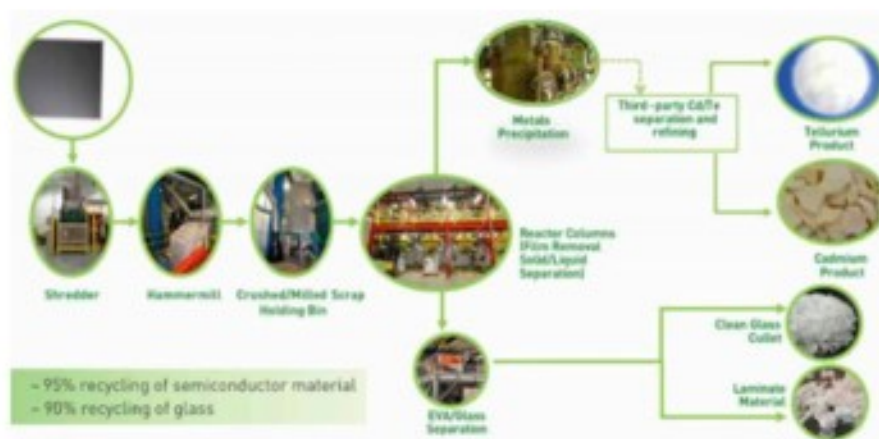 Metals
Precipitation
Third-party Cd/Te
separation and
refining
Tellurium
Product
Cadmium
Product
Shredder
Hammermill
Crushed/Milled Scrap
Holding Bin
Reactor Columns
(Film Removal
Solid/Liquid
Separation)
Clean Glass
Cullet
Laminate
Material
EVA/Glass
Separation
~ 95% recycling of semiconductor material
~ 90% recycling of glass